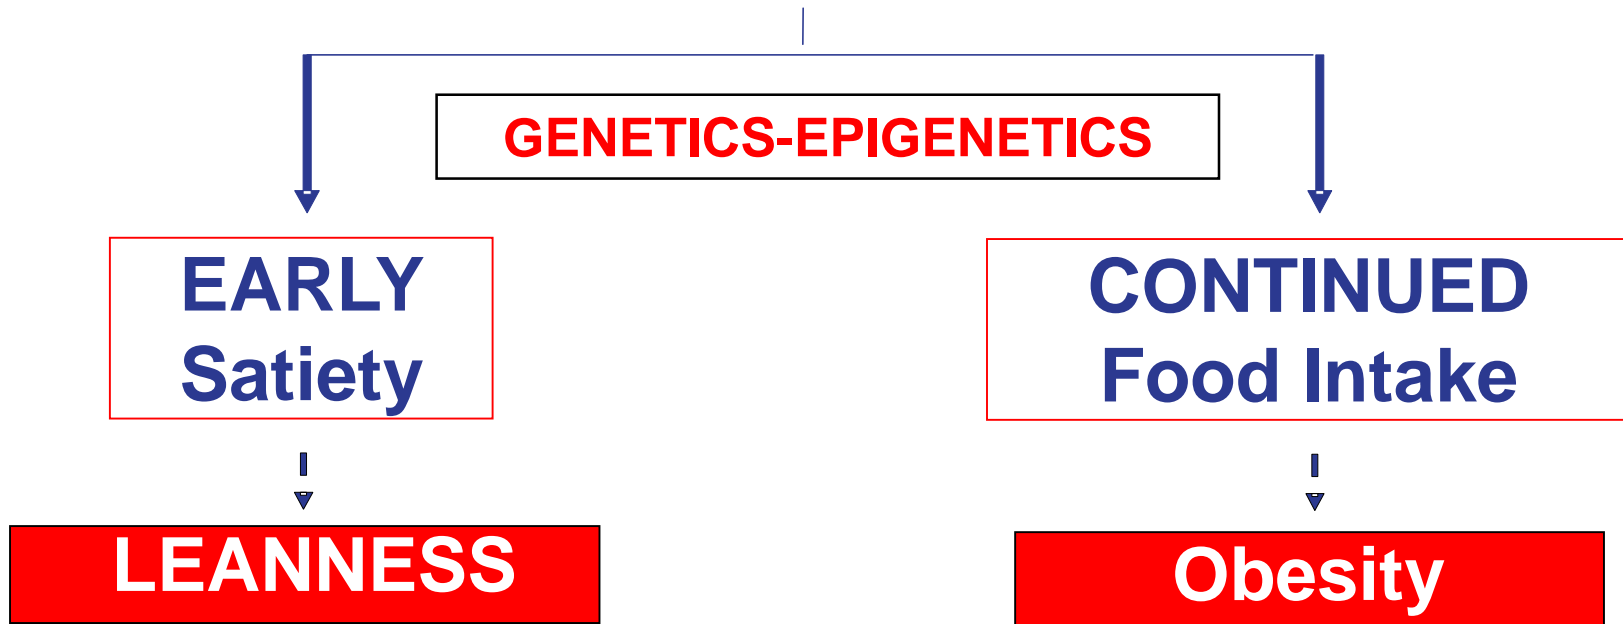 GENETICS-EPIGENETICS
EARLY
Satiety
CONTINUED
Food Intake
LEANNESS
Obesity